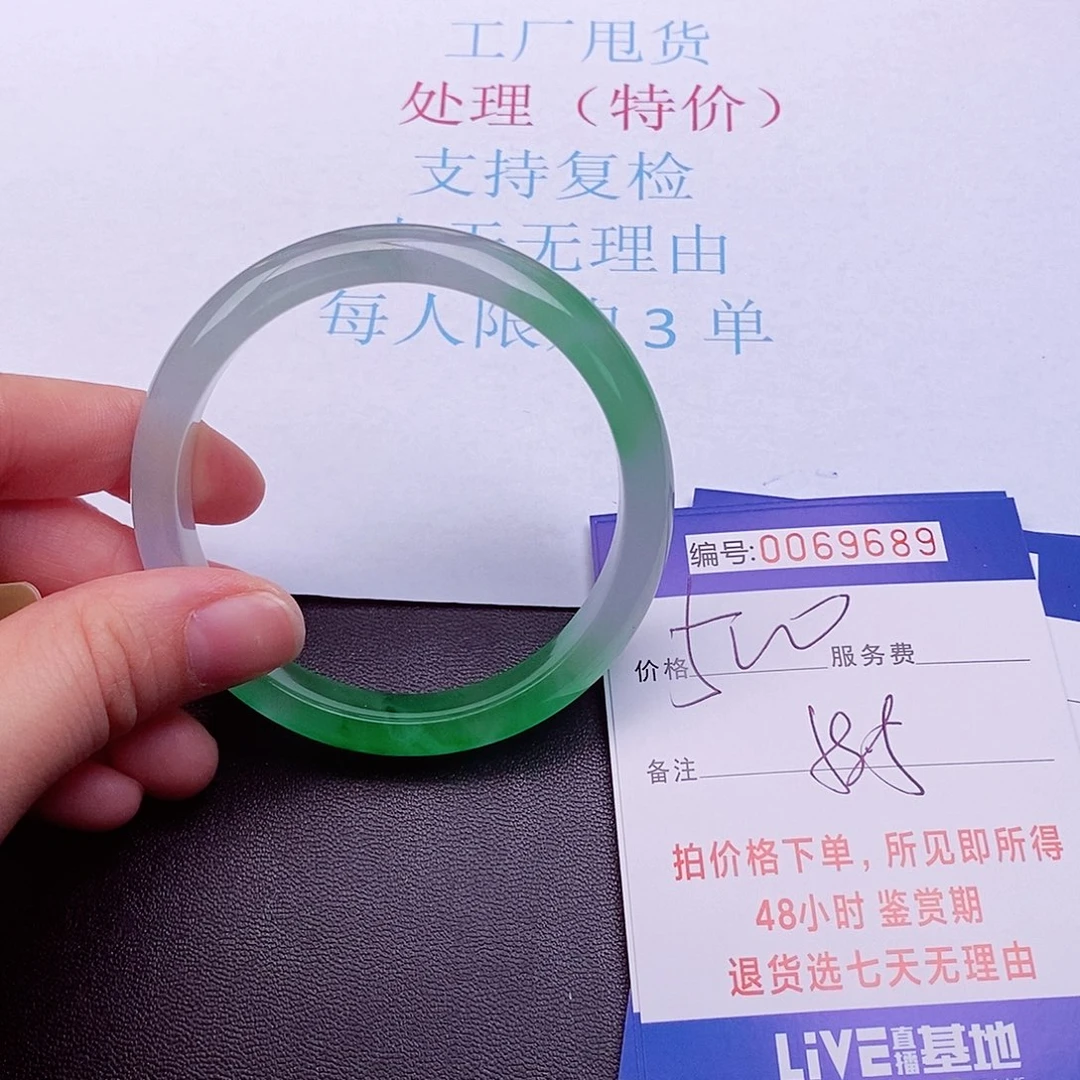 工厂甩货
处理（特价）
支持复检
天无理由
每人限 3 单
编号:0069689
价格 500 服务费
备注
拍价格下单，所见即所得
48小时 鉴赏期
退货选七天无理由
LiVE直播基地